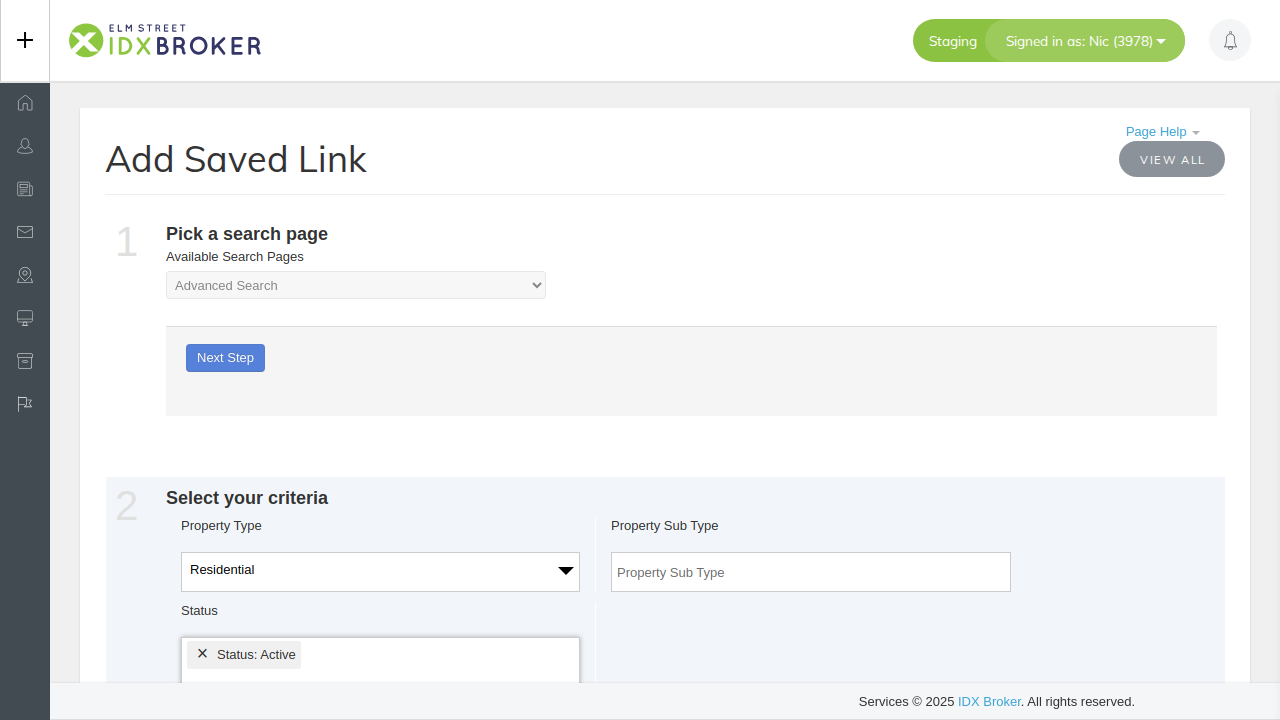 ELM STREET
IDXBROKER
Staging
Signed in as: Nic (3978)
Page Help
Add Saved Link
VIEW ALL
1
Pick a search page
Available Search Pages
Advanced Search
Next Step
2
Select your criteria
Property Type
Property Sub Type
Residential
Property Sub Type
Status
× Status: Active
Services © 2025 IDX Broker. All rights reserved.